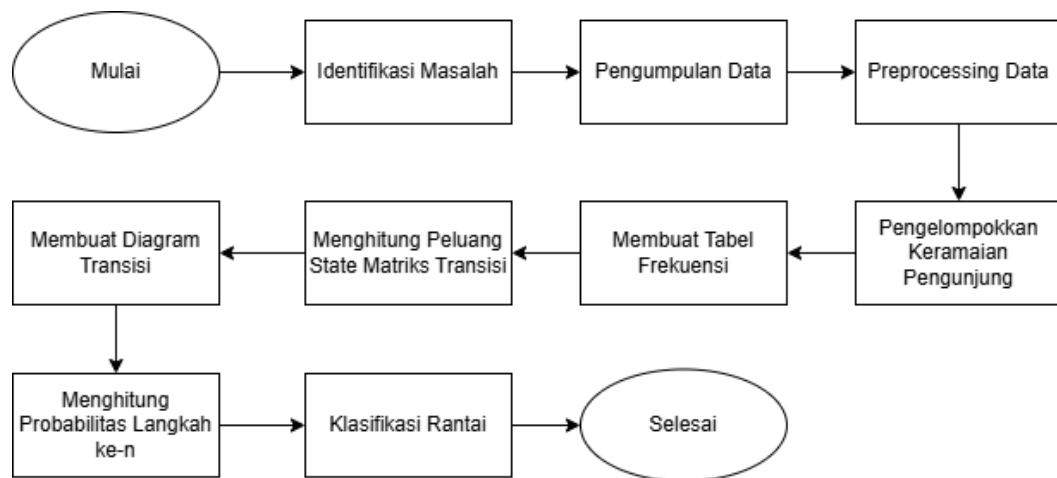 Mulai
Identifikasi Masalah
Pengumpulan Data
Preprocessing Data
Pengelompokkan
Keramaian
Pengunjung
Membuat Tabel
Frekuensi
Menghitung Peluang
State Matriks Transisi
Membuat Diagram
Transisi
Menghitung
Probabilitas Langkah
ke-n
Klasifikasi Rantai
Selesai